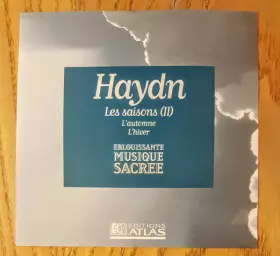 Haydn
Les saisons (II)
L'automne
L'hiver
EBLOUISSANTE
MUSIQUE
SACREE
EDITIONS
ATLAS